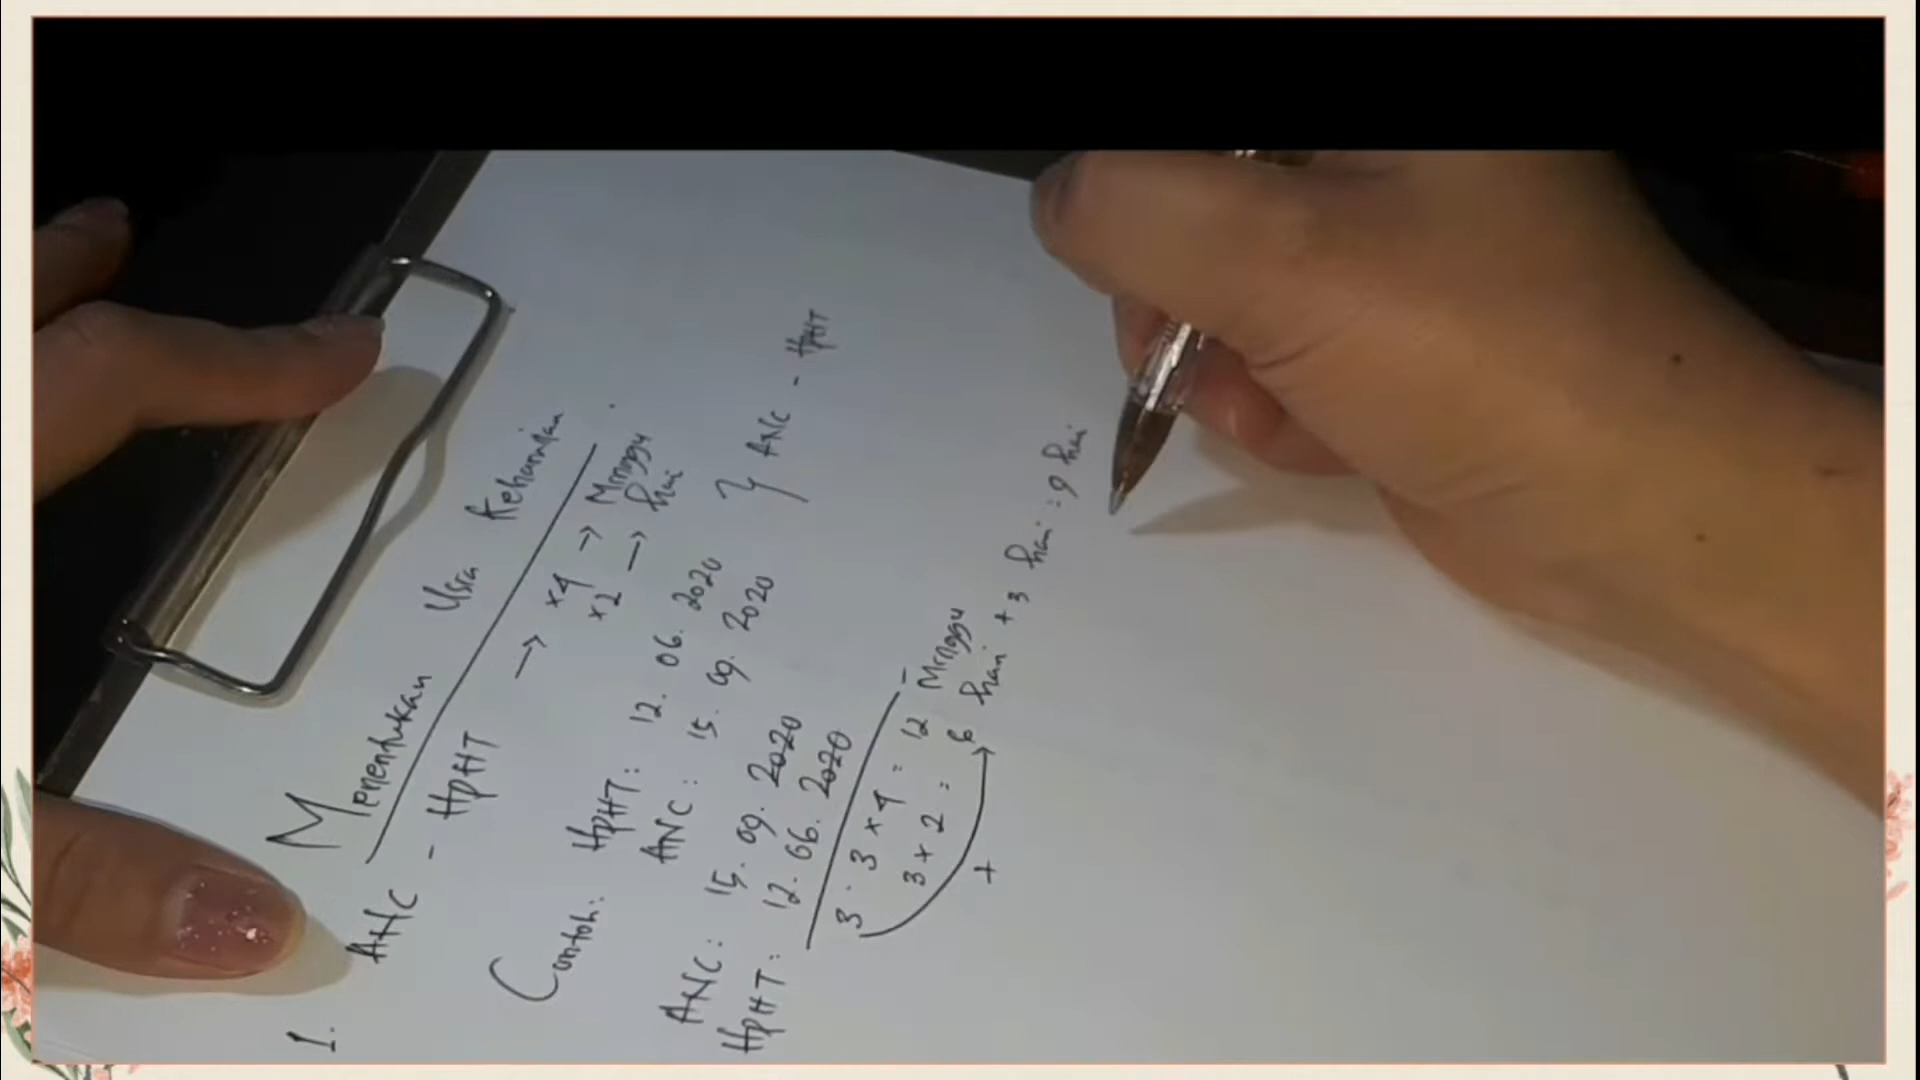 1. Menentukan Usia Kehamilan
ANC - HPHT → x4 → Minggu
x2 → hari
Contoh: HPHT: 12. 06. 2020
ANC: 15. 09. 2020 } ANC - HPHT
ANC: 15. 09. 2020
HPHT: 12. 06. 2020 -
3. 3 x 4 = 12 Minggu
3 x 2 = 6 hari + 3 hari = 9 hari
+